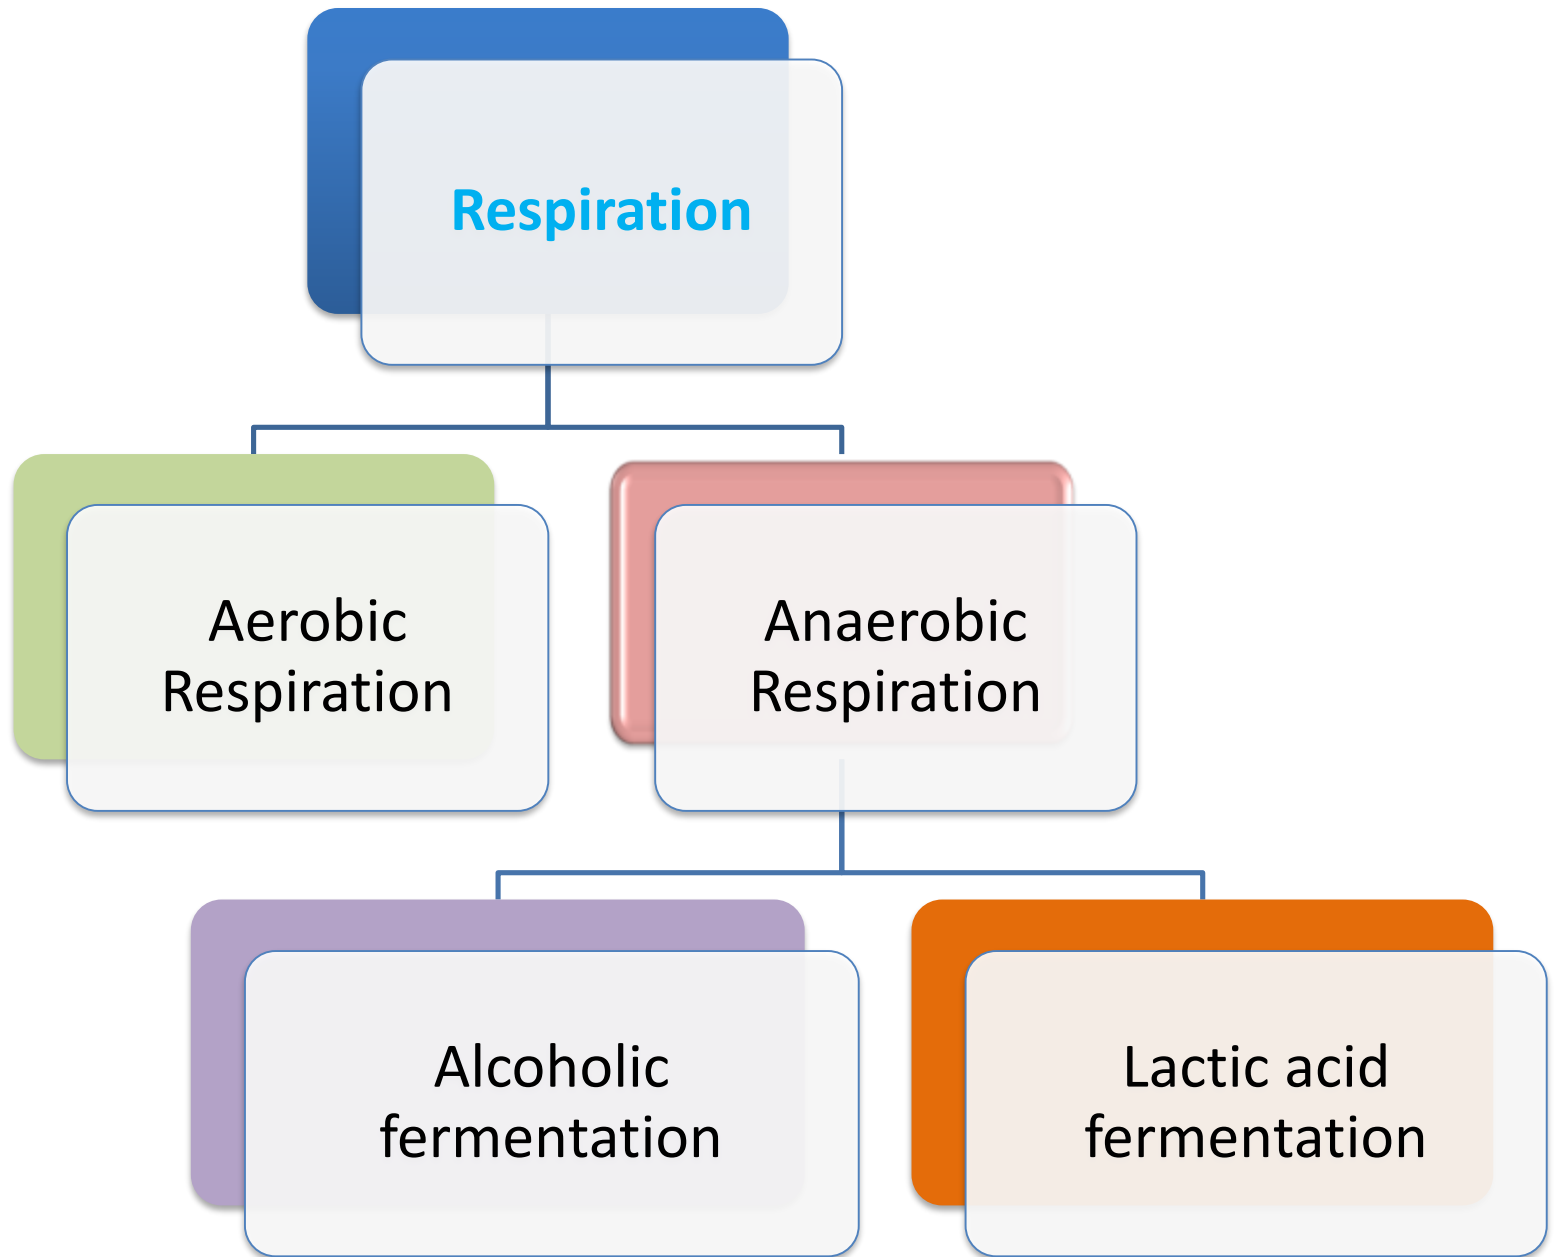 Respiration
Aerobic
Respiration
Anaerobic
Respiration
Alcoholic
fermentation
Lactic acid
fermentation